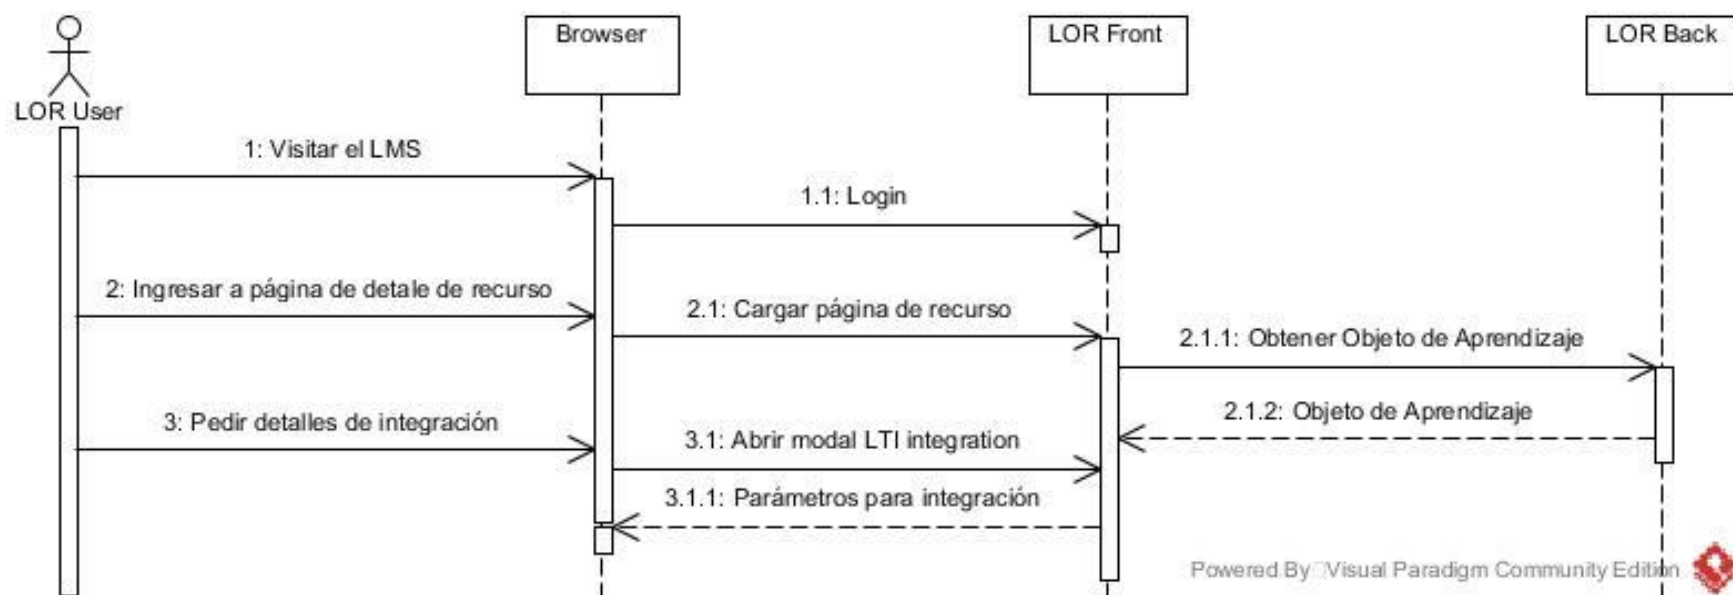 Browser
LOR Front
LOR Back
LOR User
1: Visitar el LMS
1.1: Login
2: Ingresar a página de detale de recurso
2.1: Cargar página de recurso
2.1.1: Obtener Objeto de Aprendizaje
2.1.2: Objeto de Aprendizaje
3: Pedir detalles de integración
3.1: Abrir modal LTI integration
3.1.1: Parámetros para integración
Powered By Visual Paradigm Community Edition